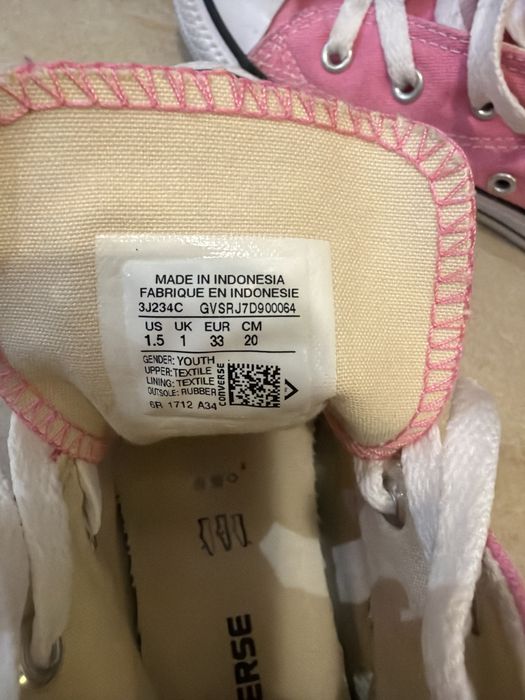 MADE IN INDONESIA
FABRIQUE EN INDONESIE
3J234C GVSRJ7D900064
US UK EUR CM
1.5 1 33 20
GENDER: YOUTH
UPPER: TEXTILE
LINING: TEXTILE
OUTSOLE: RUBBER
CONVERSE
6R 1712 A34
ERSE